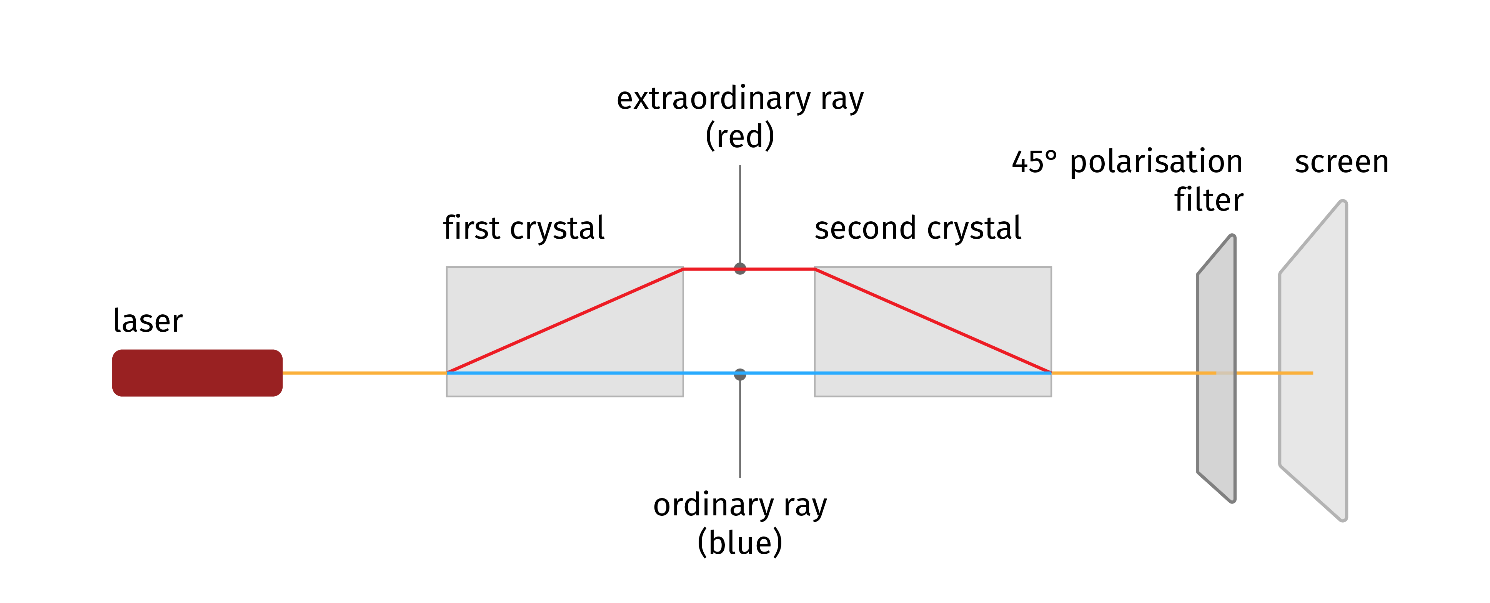 extraordinary ray
(red)
45° polarisation
filter
screen
first crystal
second crystal
laser
ordinary ray
(blue)